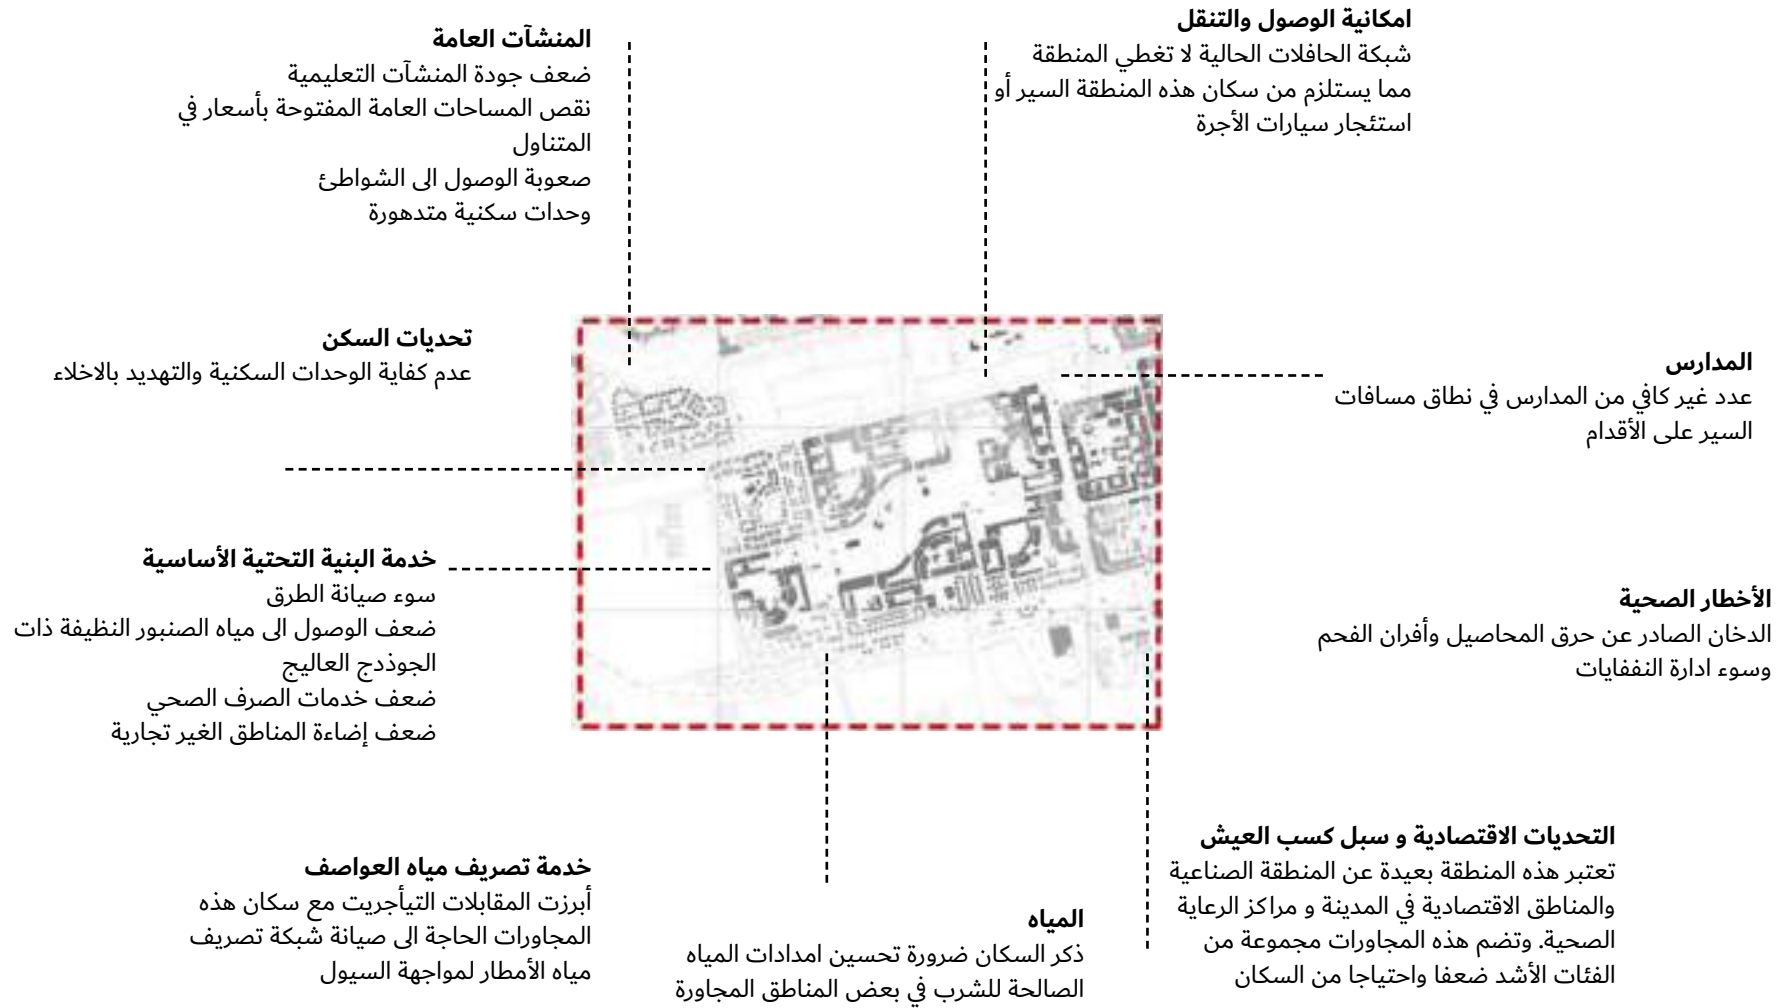 امكانية الوصول والتنقل
شبكة الحافلات الحالية لا تغطي المنطقة
مما يستلزم من سكان هذه المنطقة السير أو
استئجار سيارات الأجرة
المنشآت العامة
ضعف جودة المنشآت التعليمية
نقص المساحات العامة المفتوحة بأسعار في
المتناول
صعوبة الوصول الى الشواطئ
وحدات سكنية متدهورة
المدارس
عدد غير كافي من المدارس في نطاق مسافات
السير على الأقدام
تحديات السكن
عدم كفاية الوحدات السكنية والتهديد بالاخلاء
الأخطار الصحية
الدخان الصادر عن حرق المحاصيل وأفران الفحم
وسوء ادارة النففايات
خدمة البنية التحتية الأساسية
سوء صيانة الطرق
ضعف الوصول الى مياه الصنبور النظيفة ذات
الجوذدج العاليج
ضعف خدمات الصرف الصحي
ضعف إضاءة المناطق الغير تجارية
التحديات الاقتصادية و سبل كسب العيش
تعتبر هذه المنطقة بعيدة عن المنطقة الصناعية
والمناطق الاقتصادية في المدينة و مراكز الرعاية
الصحية. وتضم هذه المجاورات مجموعة من
الفئات الأشد ضعفا واحتياجا من السكان
المياه
ذكر السكان ضرورة تحسين امدادات المياه
الصالحة للشرب في بعض المناطق المجاورة
خدمة تصريف مياه العواصف
أبرزت المقابلات التيأجريت مع سكان هذه
المجاورات الحاجة الى صيانة شبكة تصريف
مياه الأمطار لمواجهة السيول